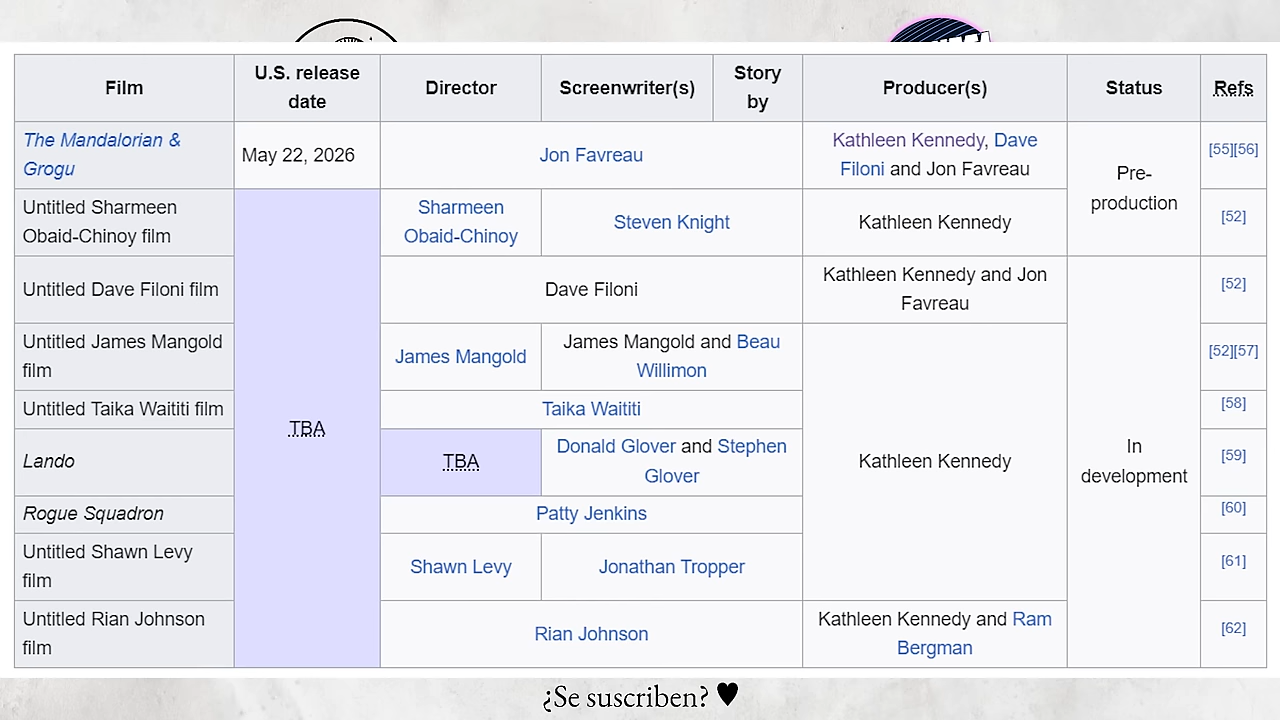 Film
U.S. release
date
Director
Screenwriter(s)
Story
by
Producer(s)
Status
Refs
The Mandalorian &
Grogu
May 22, 2026
Jon Favreau
Kathleen Kennedy, Dave
Filoni and Jon Favreau
Pre-
production
[55][56]
Untitled Sharmeen
Obaid-Chinoy film
TBA
Sharmeen
Obaid-Chinoy
Steven Knight
Kathleen Kennedy
[52]
Untitled Dave Filoni film
Dave Filoni
Kathleen Kennedy and Jon
Favreau
In
development
[52]
Untitled James Mangold
film
James Mangold
James Mangold and Beau
Willimon
Kathleen Kennedy
[52][57]
Untitled Taika Waititi film
Taika Waititi
[58]
Lando
TBA
Donald Glover and Stephen
Glover
[59]
Rogue Squadron
Patty Jenkins
[60]
Untitled Shawn Levy
film
Shawn Levy
Jonathan Tropper
[61]
Untitled Rian Johnson
film
Rian Johnson
Kathleen Kennedy and Ram
Bergman
[62]
¿Se suscriben? ♥